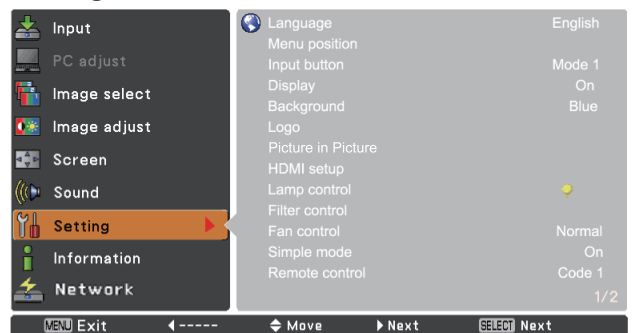 Input
PC adjust
Image select
Image adjust
Screen
Sound
Setting
Information
Network
Language English
Menu position
Input button Mode 1
Display On
Background Blue
Logo
Picture in Picture
HDMI setup
Lamp control
Filter control
Fan control Normal
Simple mode On
Remote control Code 1
1/2
MENU Exit ----- Move Next SELECT Next